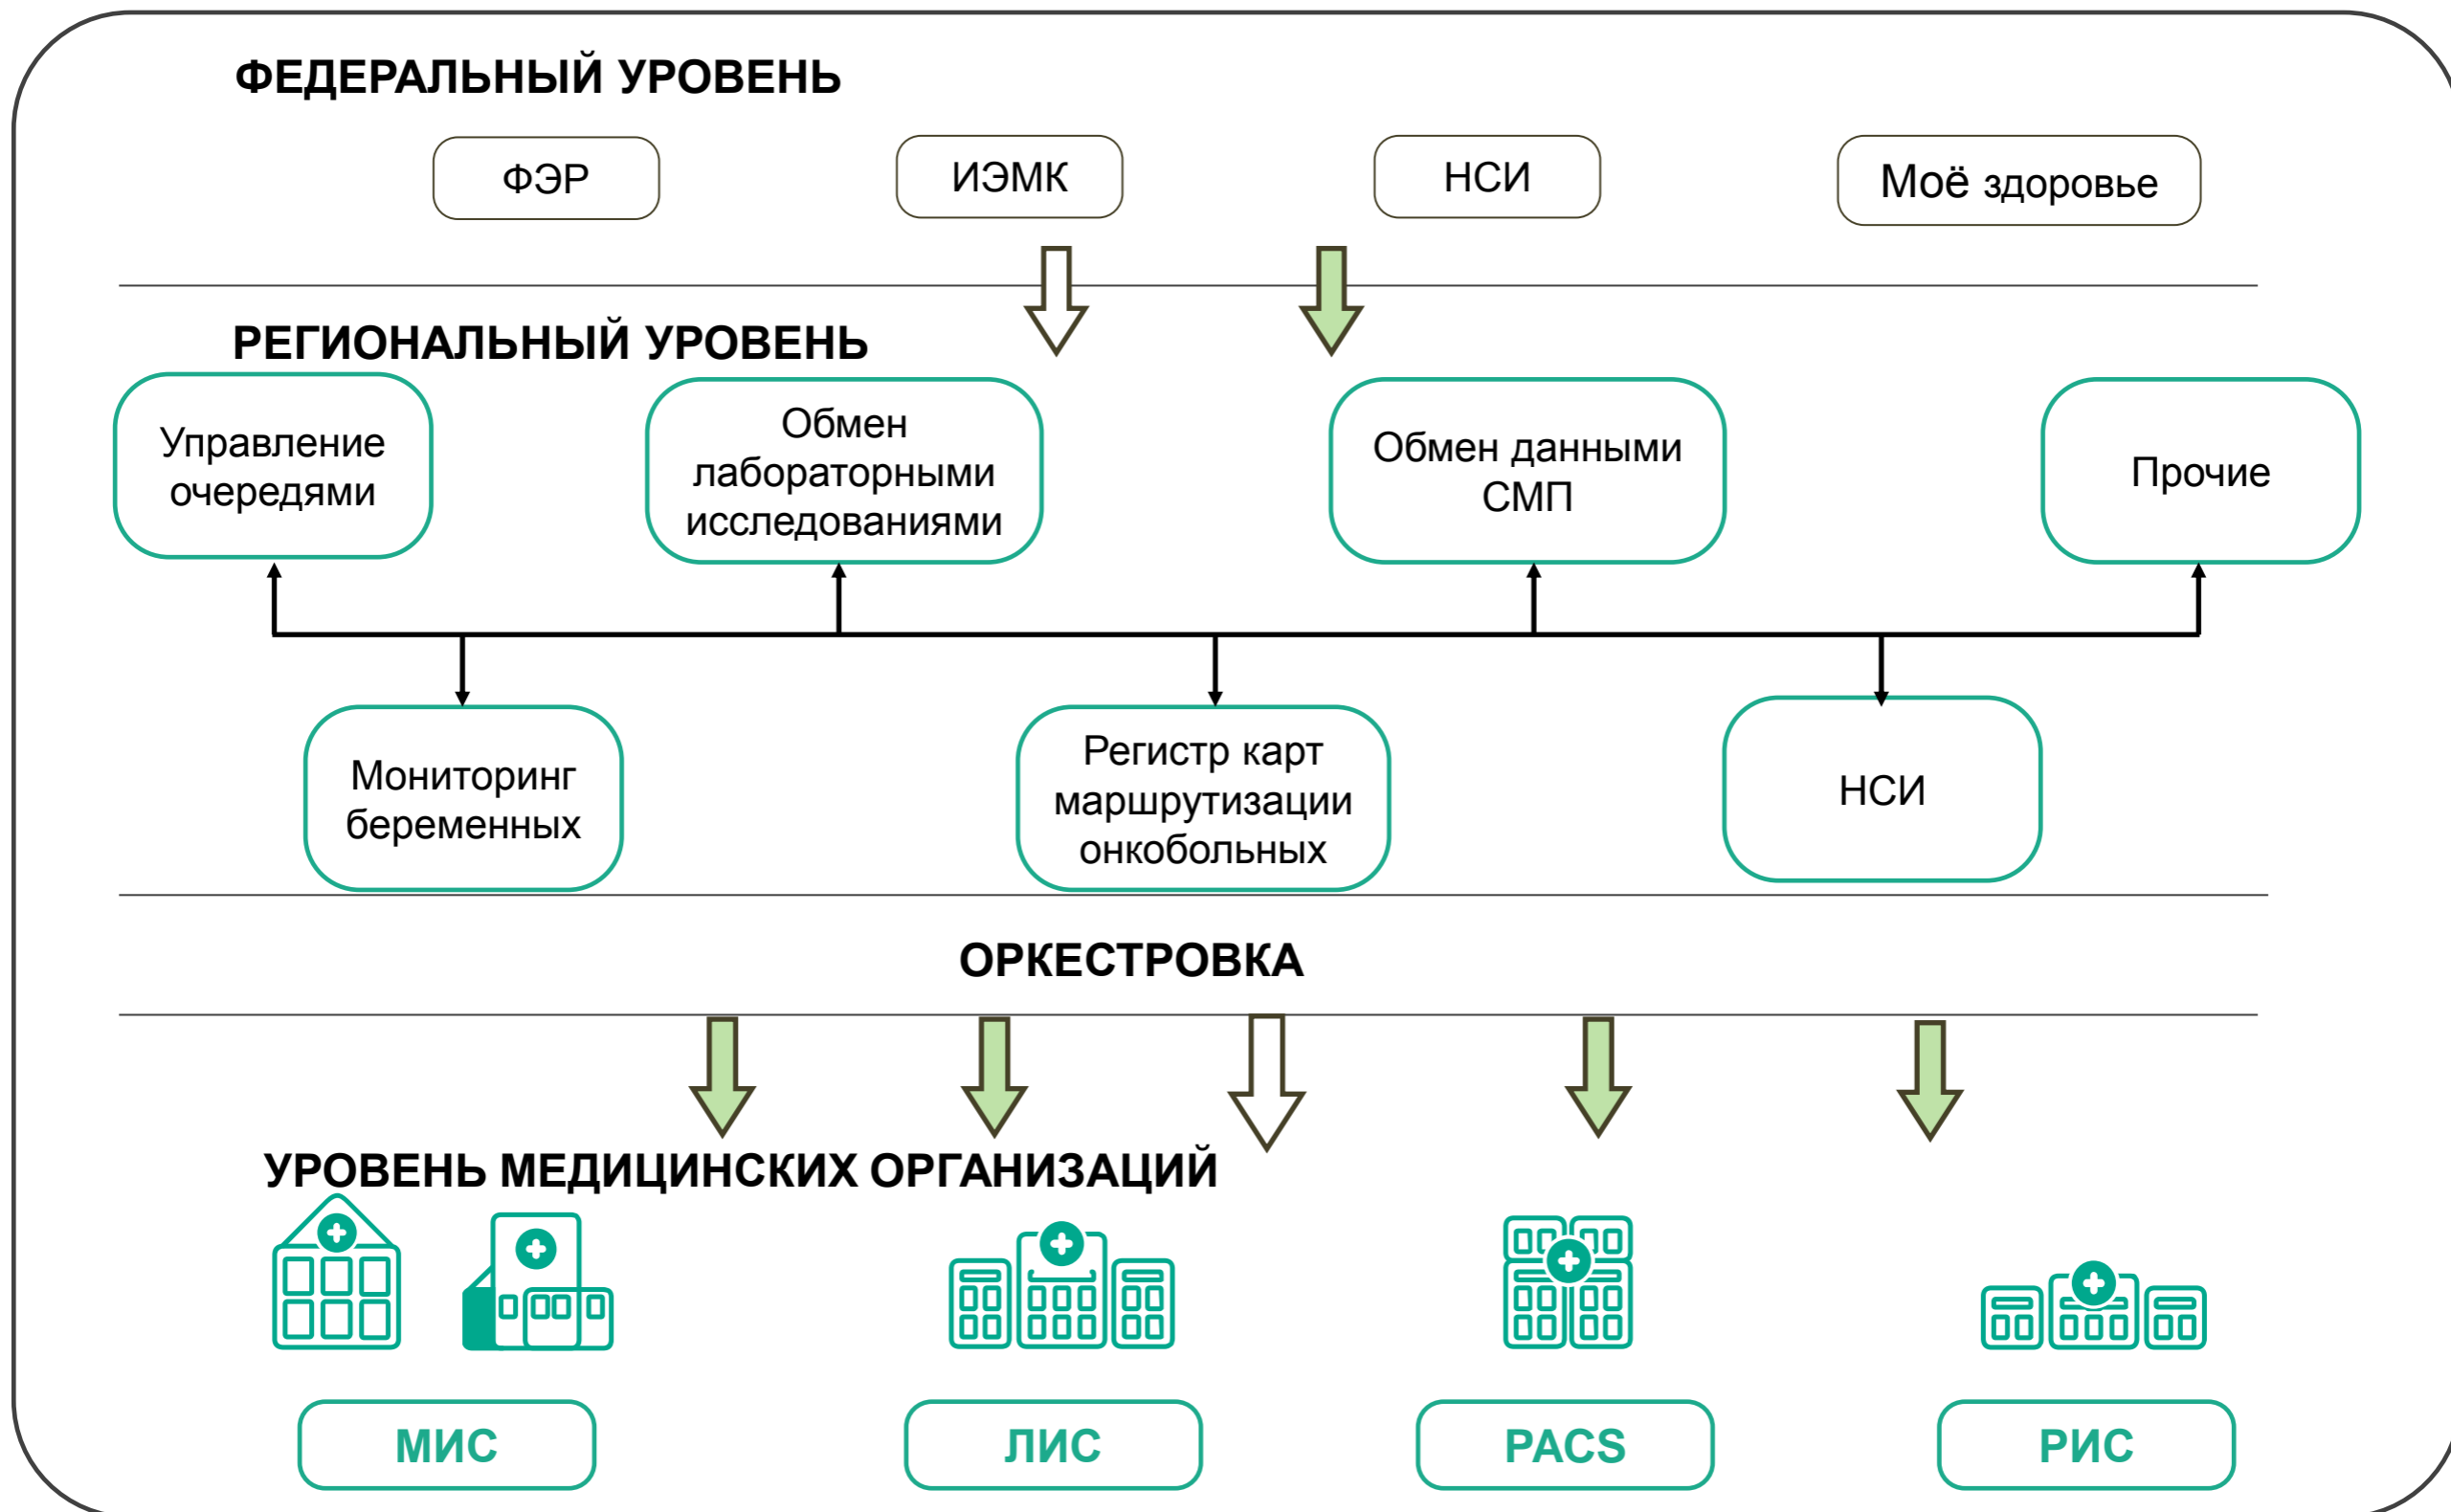 ФЕДЕРАЛЬНЫЙ УРОВЕНЬ
ФЭР
ИЭМК
НСИ
Моё здоровье
РЕГИОНАЛЬНЫЙ УРОВЕНЬ
Управление
очередями
Обмен
лабораторными
исследованиями
Обмен данными
СМП
Прочие
Мониторинг
беременных
Регистр карт
маршрутизации
онкобольных
НСИ
ОРКЕСТРОВКА
УРОВЕНЬ МЕДИЦИНСКИХ ОРГАНИЗАЦИЙ
МИС
ЛИС
PACS
РИС